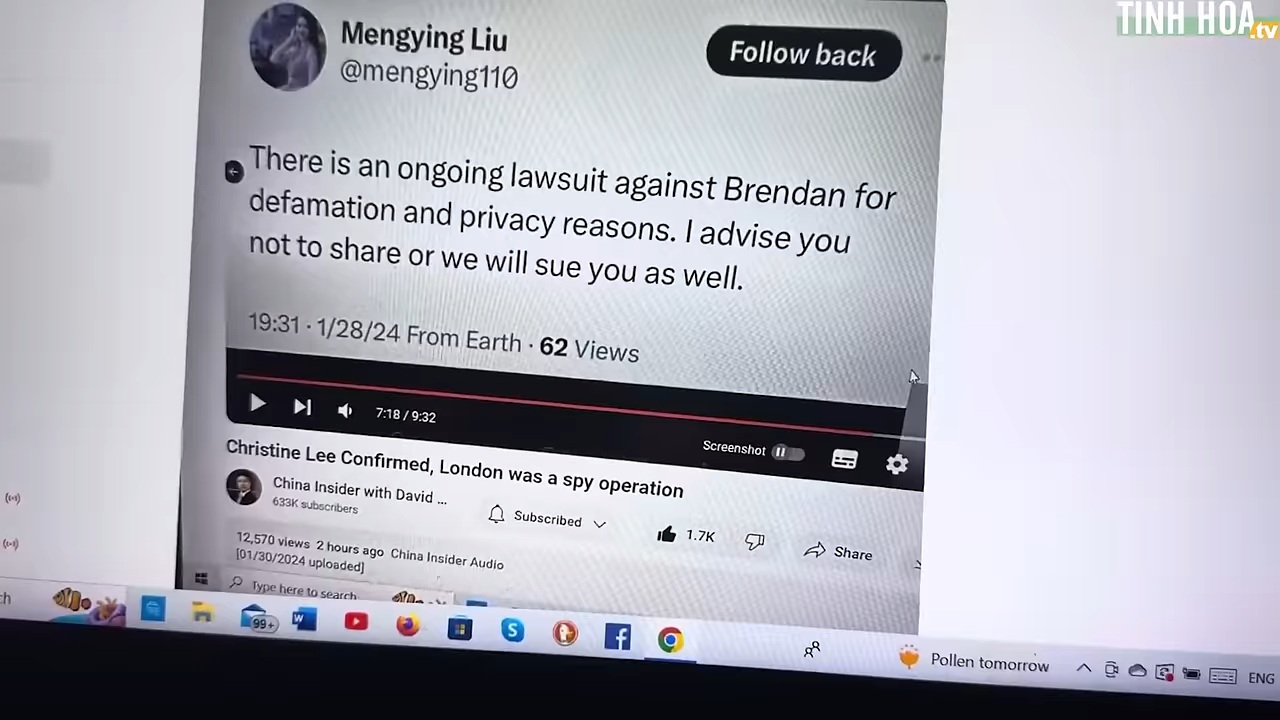 TINH HOA.tv
Mengying Liu
Follow back
@mengying110
There is an ongoing lawsuit against Brendan for
defamation and privacy reasons. I advise you
not to share or we will sue you as well.
19:31 · 1/28/24 From Earth · 62 Views
7:18 / 9:32
Screenshot
Christine Lee Confirmed, London was a spy operation
China Insider with David ...
633K subscribers
Subscribed
1.7K
Share
12,570 views 2 hours ago China Insider Audio
[01/30/2024 uploaded]
Type here to search
ch
99+
Pollen tomorrow
ENG